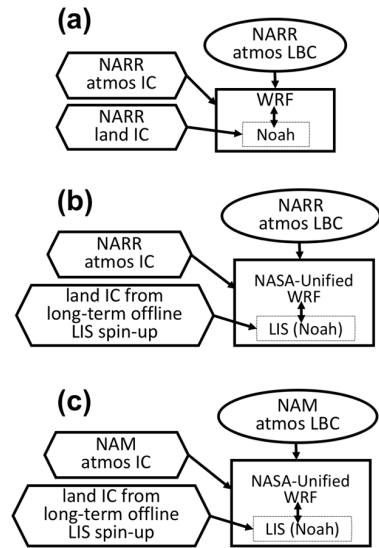 (a)
NARR
atmos LBC
NARR
atmos IC
WRF
NARR
land IC
Noah
(b)
NARR
atmos LBC
NARR
atmos IC
NASA-Unified
WRF
land IC from
long-term offline
LIS spin-up
LIS (Noah)
(c)
NAM
atmos LBC
NAM
atmos IC
NASA-Unified
WRF
land IC from
long-term offline
LIS spin-up
LIS (Noah)